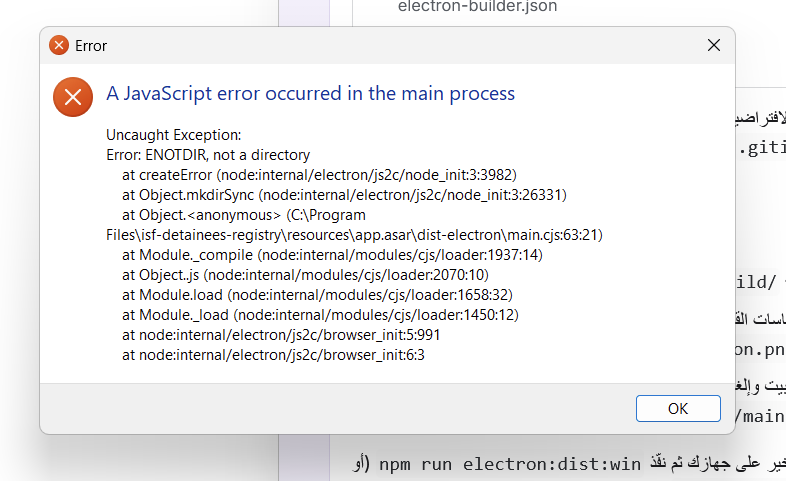 electron-builder.json
Error
A JavaScript error occurred in the main process
Uncaught Exception:
Error: ENOTDIR, not a directory
at createError (node:internal/electron/js2c/node_init:3:3982)
at Object.mkdirSync (node:internal/electron/js2c/node_init:3:26331)
at Object.<anonymous> (C:\Program
Files\isf-detainees-registry\resources\app.asar\dist-electron\main.cjs:63:21)
at Module._compile (node:internal/modules/cjs/loader:1937:14)
at Object..js (node:internal/modules/cjs/loader:2070:10)
at Module.load (node:internal/modules/cjs/loader:1658:32)
at Module._load (node:internal/modules/cjs/loader:1450:12)
at node:internal/electron/js2c/browser_init:5:991
at node:internal/electron/js2c/browser_init:6:3
OK
.giti
ild/
on.pn
/main
على جهازك ثم نفّذ npm run electron:dist:win (أو